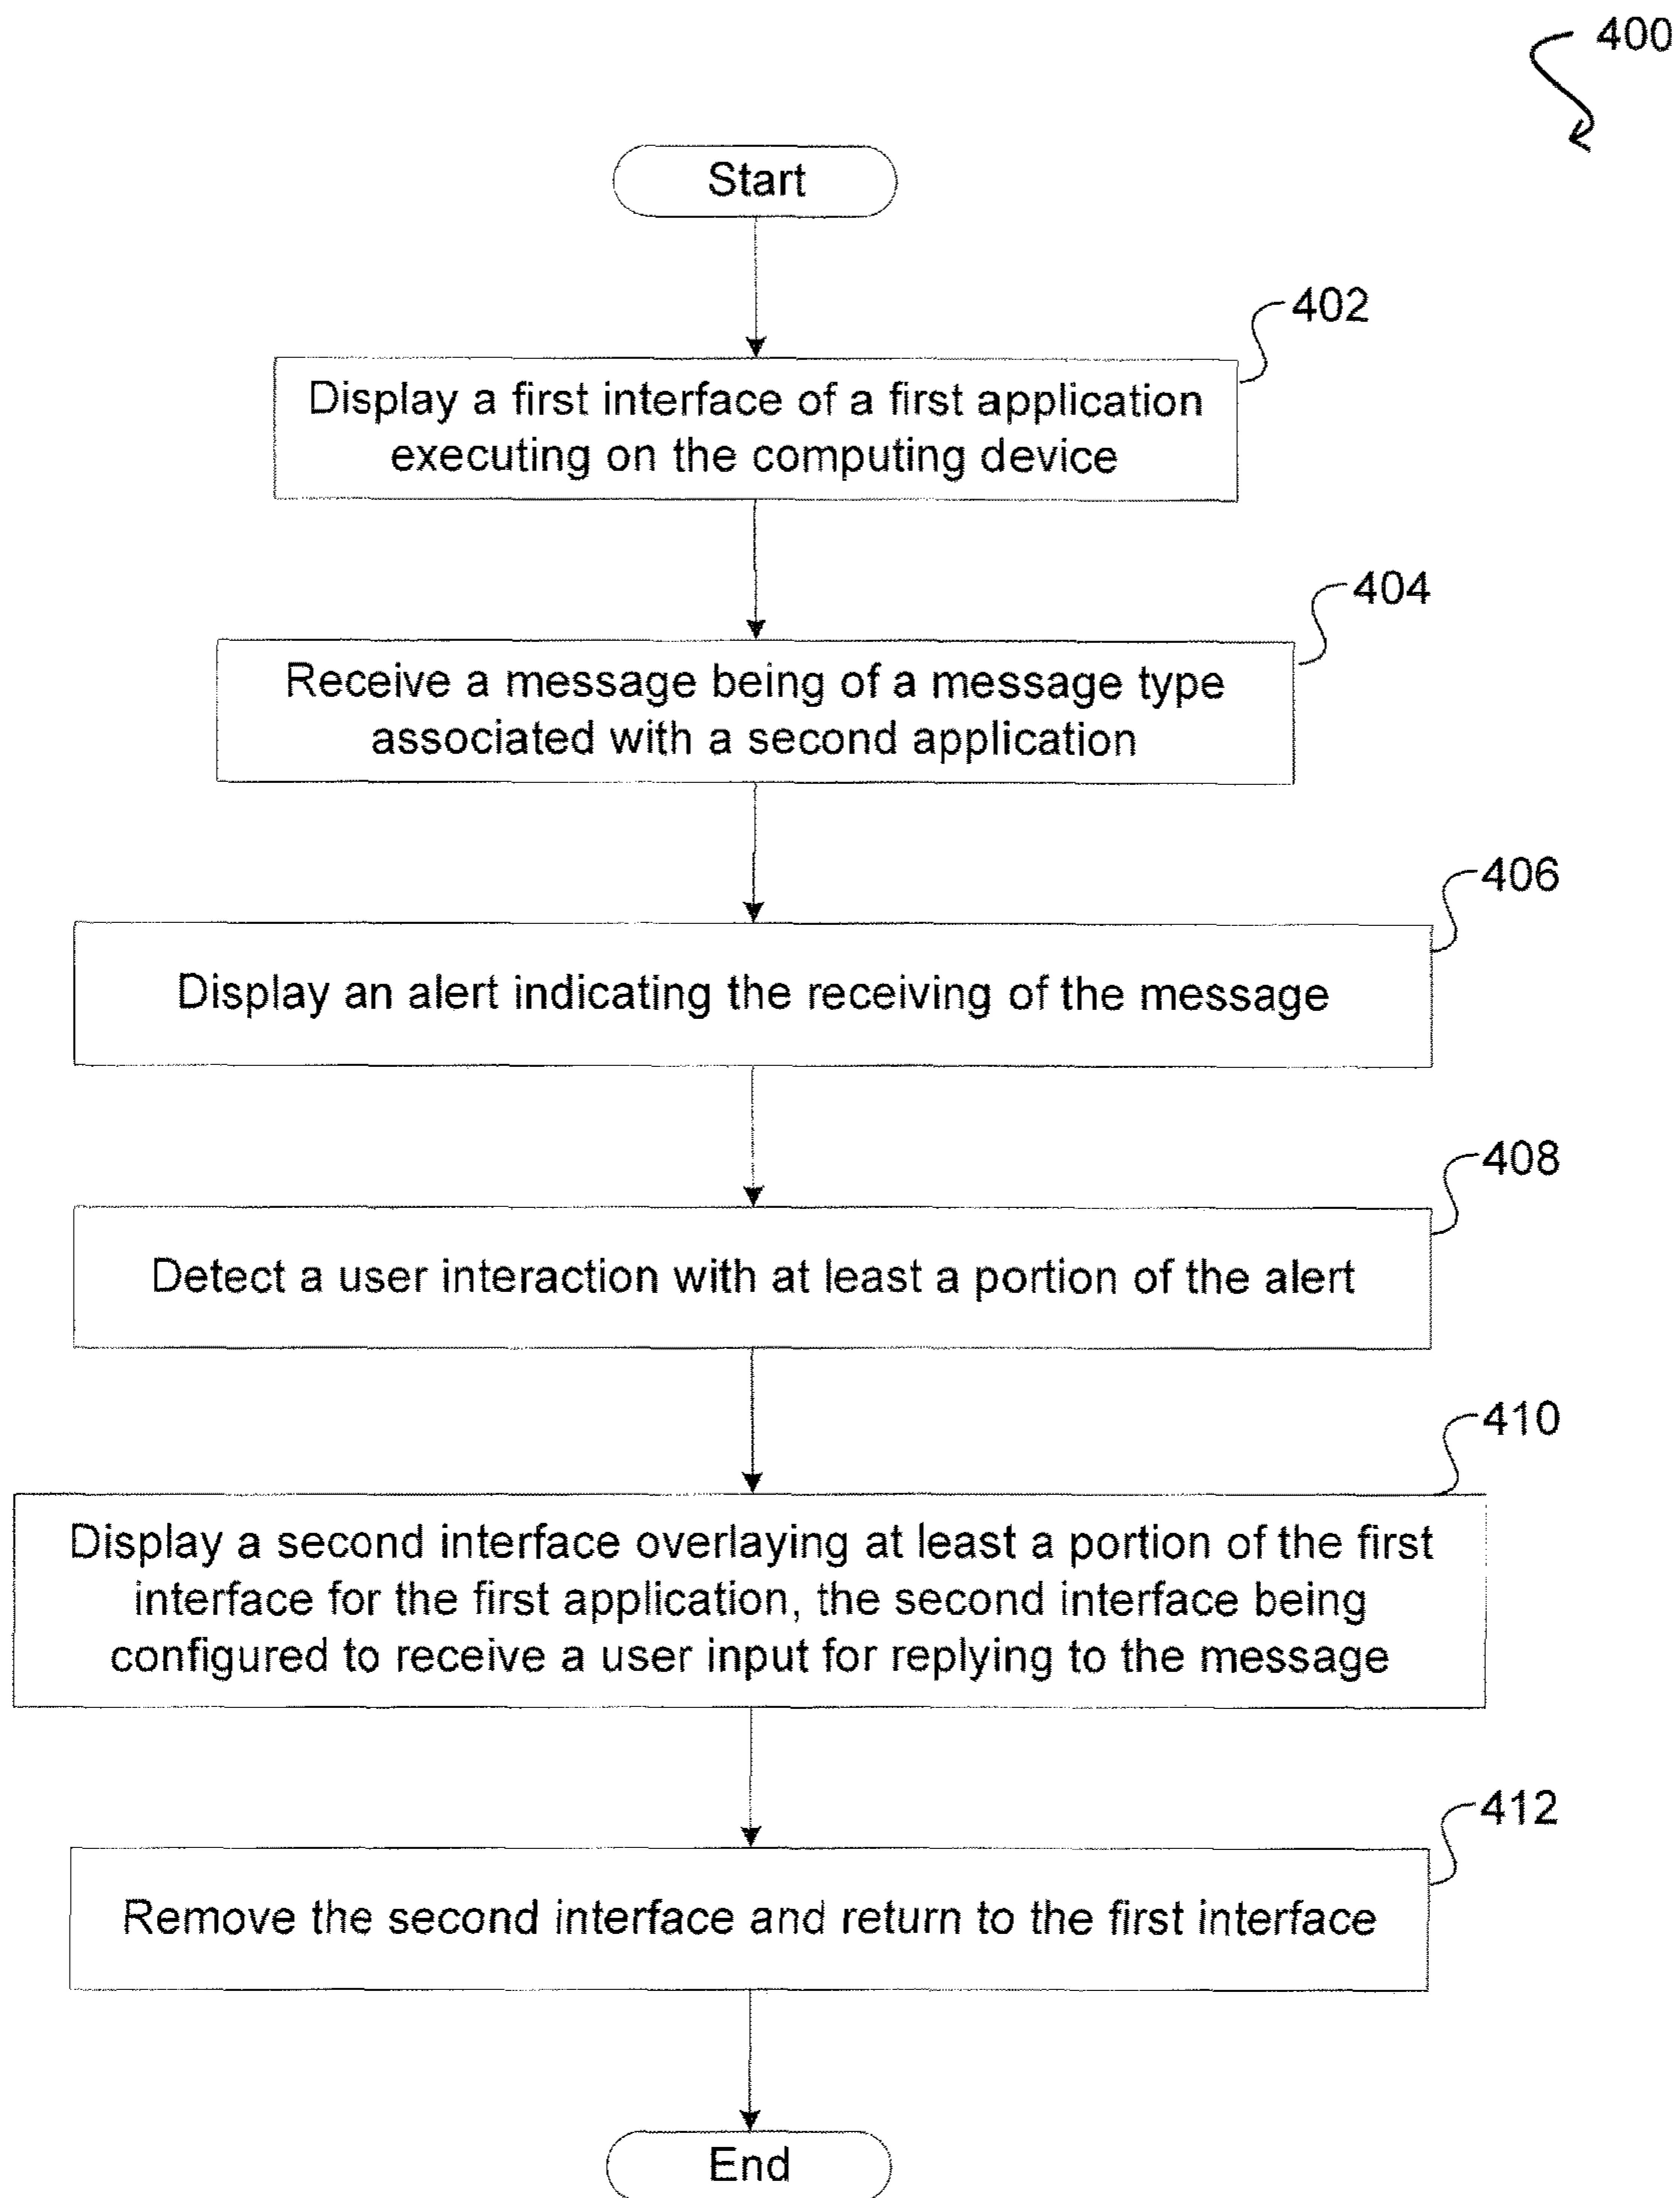 400
Start
402
Display a first interface of a first application
executing on the computing device
404
Receive a message being of a message type
associated with a second application
406
Display an alert indicating the receiving of the message
408
Detect a user interaction with at least a portion of the alert
410
Display a second interface overlaying at least a portion of the first
interface for the first application, the second interface being
configured to receive a user input for replying to the message
412
Remove the second interface and return to the first interface
End